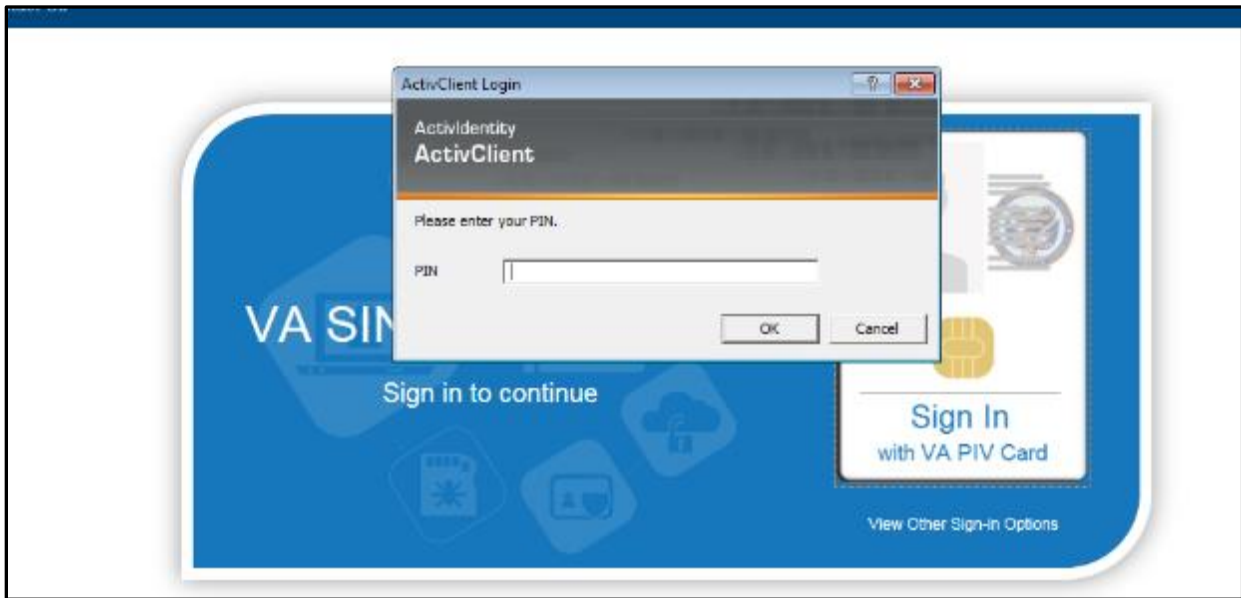 ActivClient Login
ActivIdentity
ActivClient
Please enter your PIN.
PIN
OK Cancel
VA SIN
Sign in to continue
Sign In
with VA PIV Card
View Other Sign-in Options